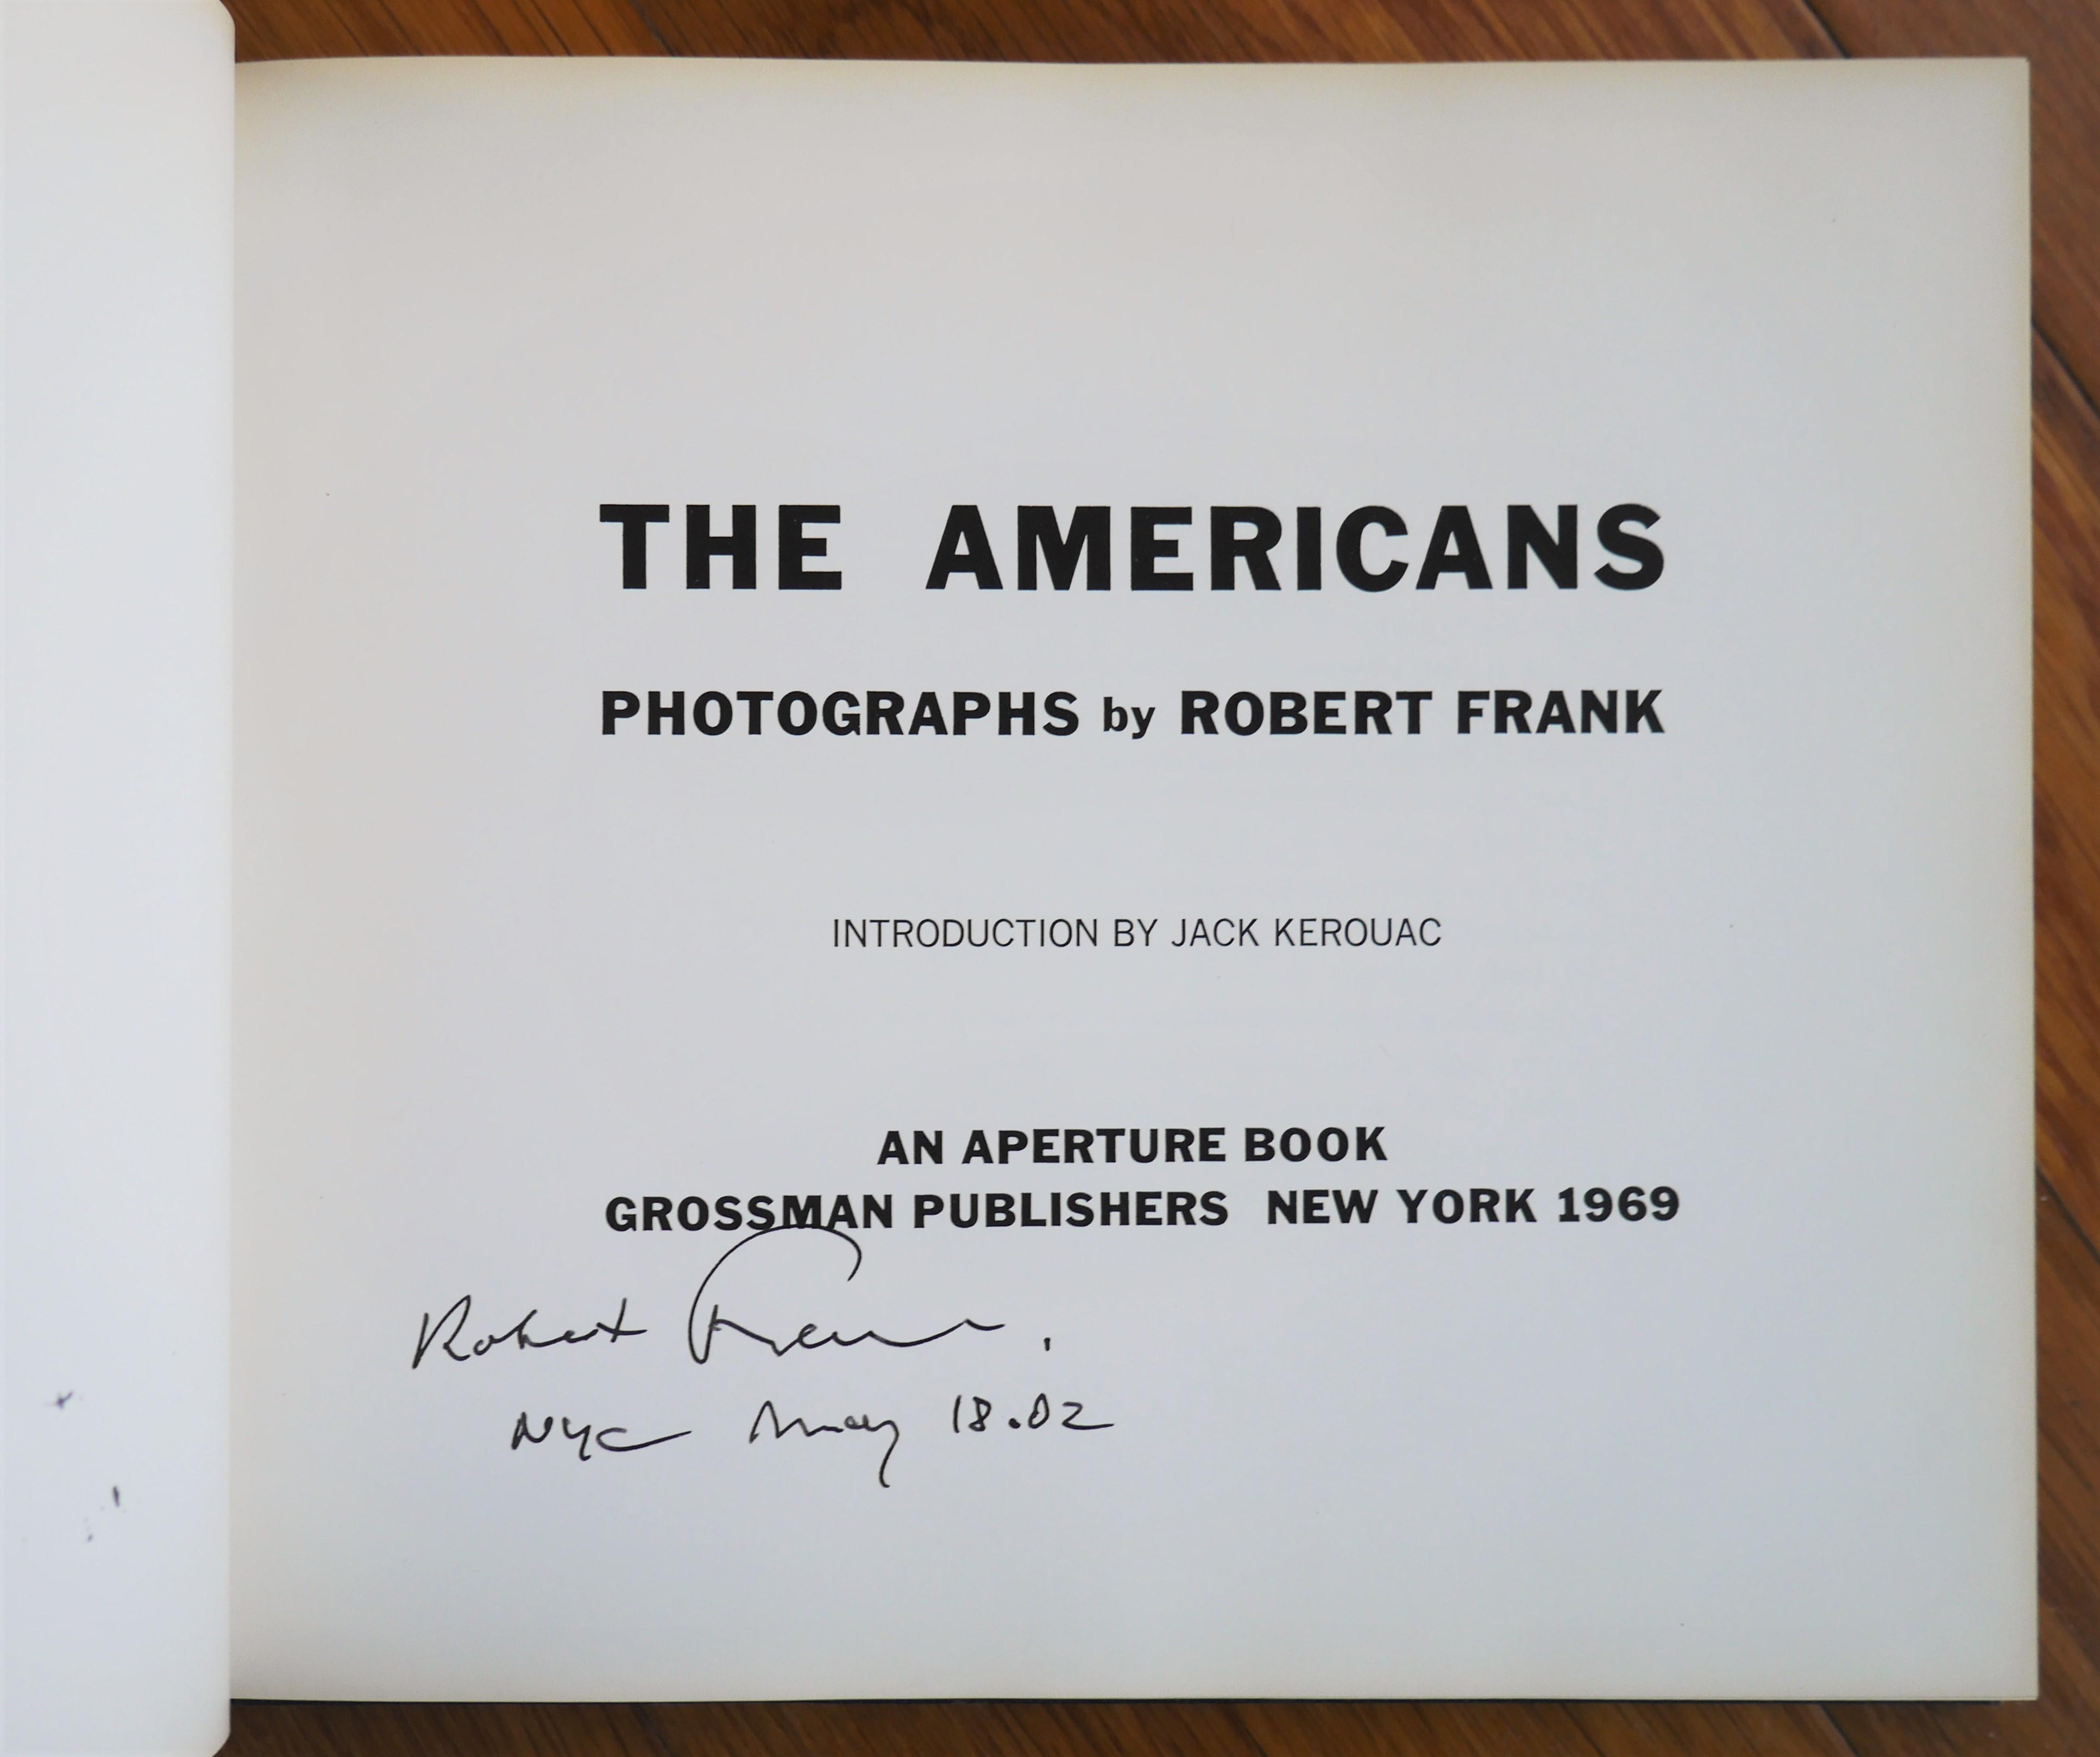 THE AMERICANS
PHOTOGRAPHS by ROBERT FRANK
INTRODUCTION BY JACK KEROUAC
AN APERTURE BOOK
GROSSMAN PUBLISHERS NEW YORK 1969
Robert Frank.
NYC May 18.02